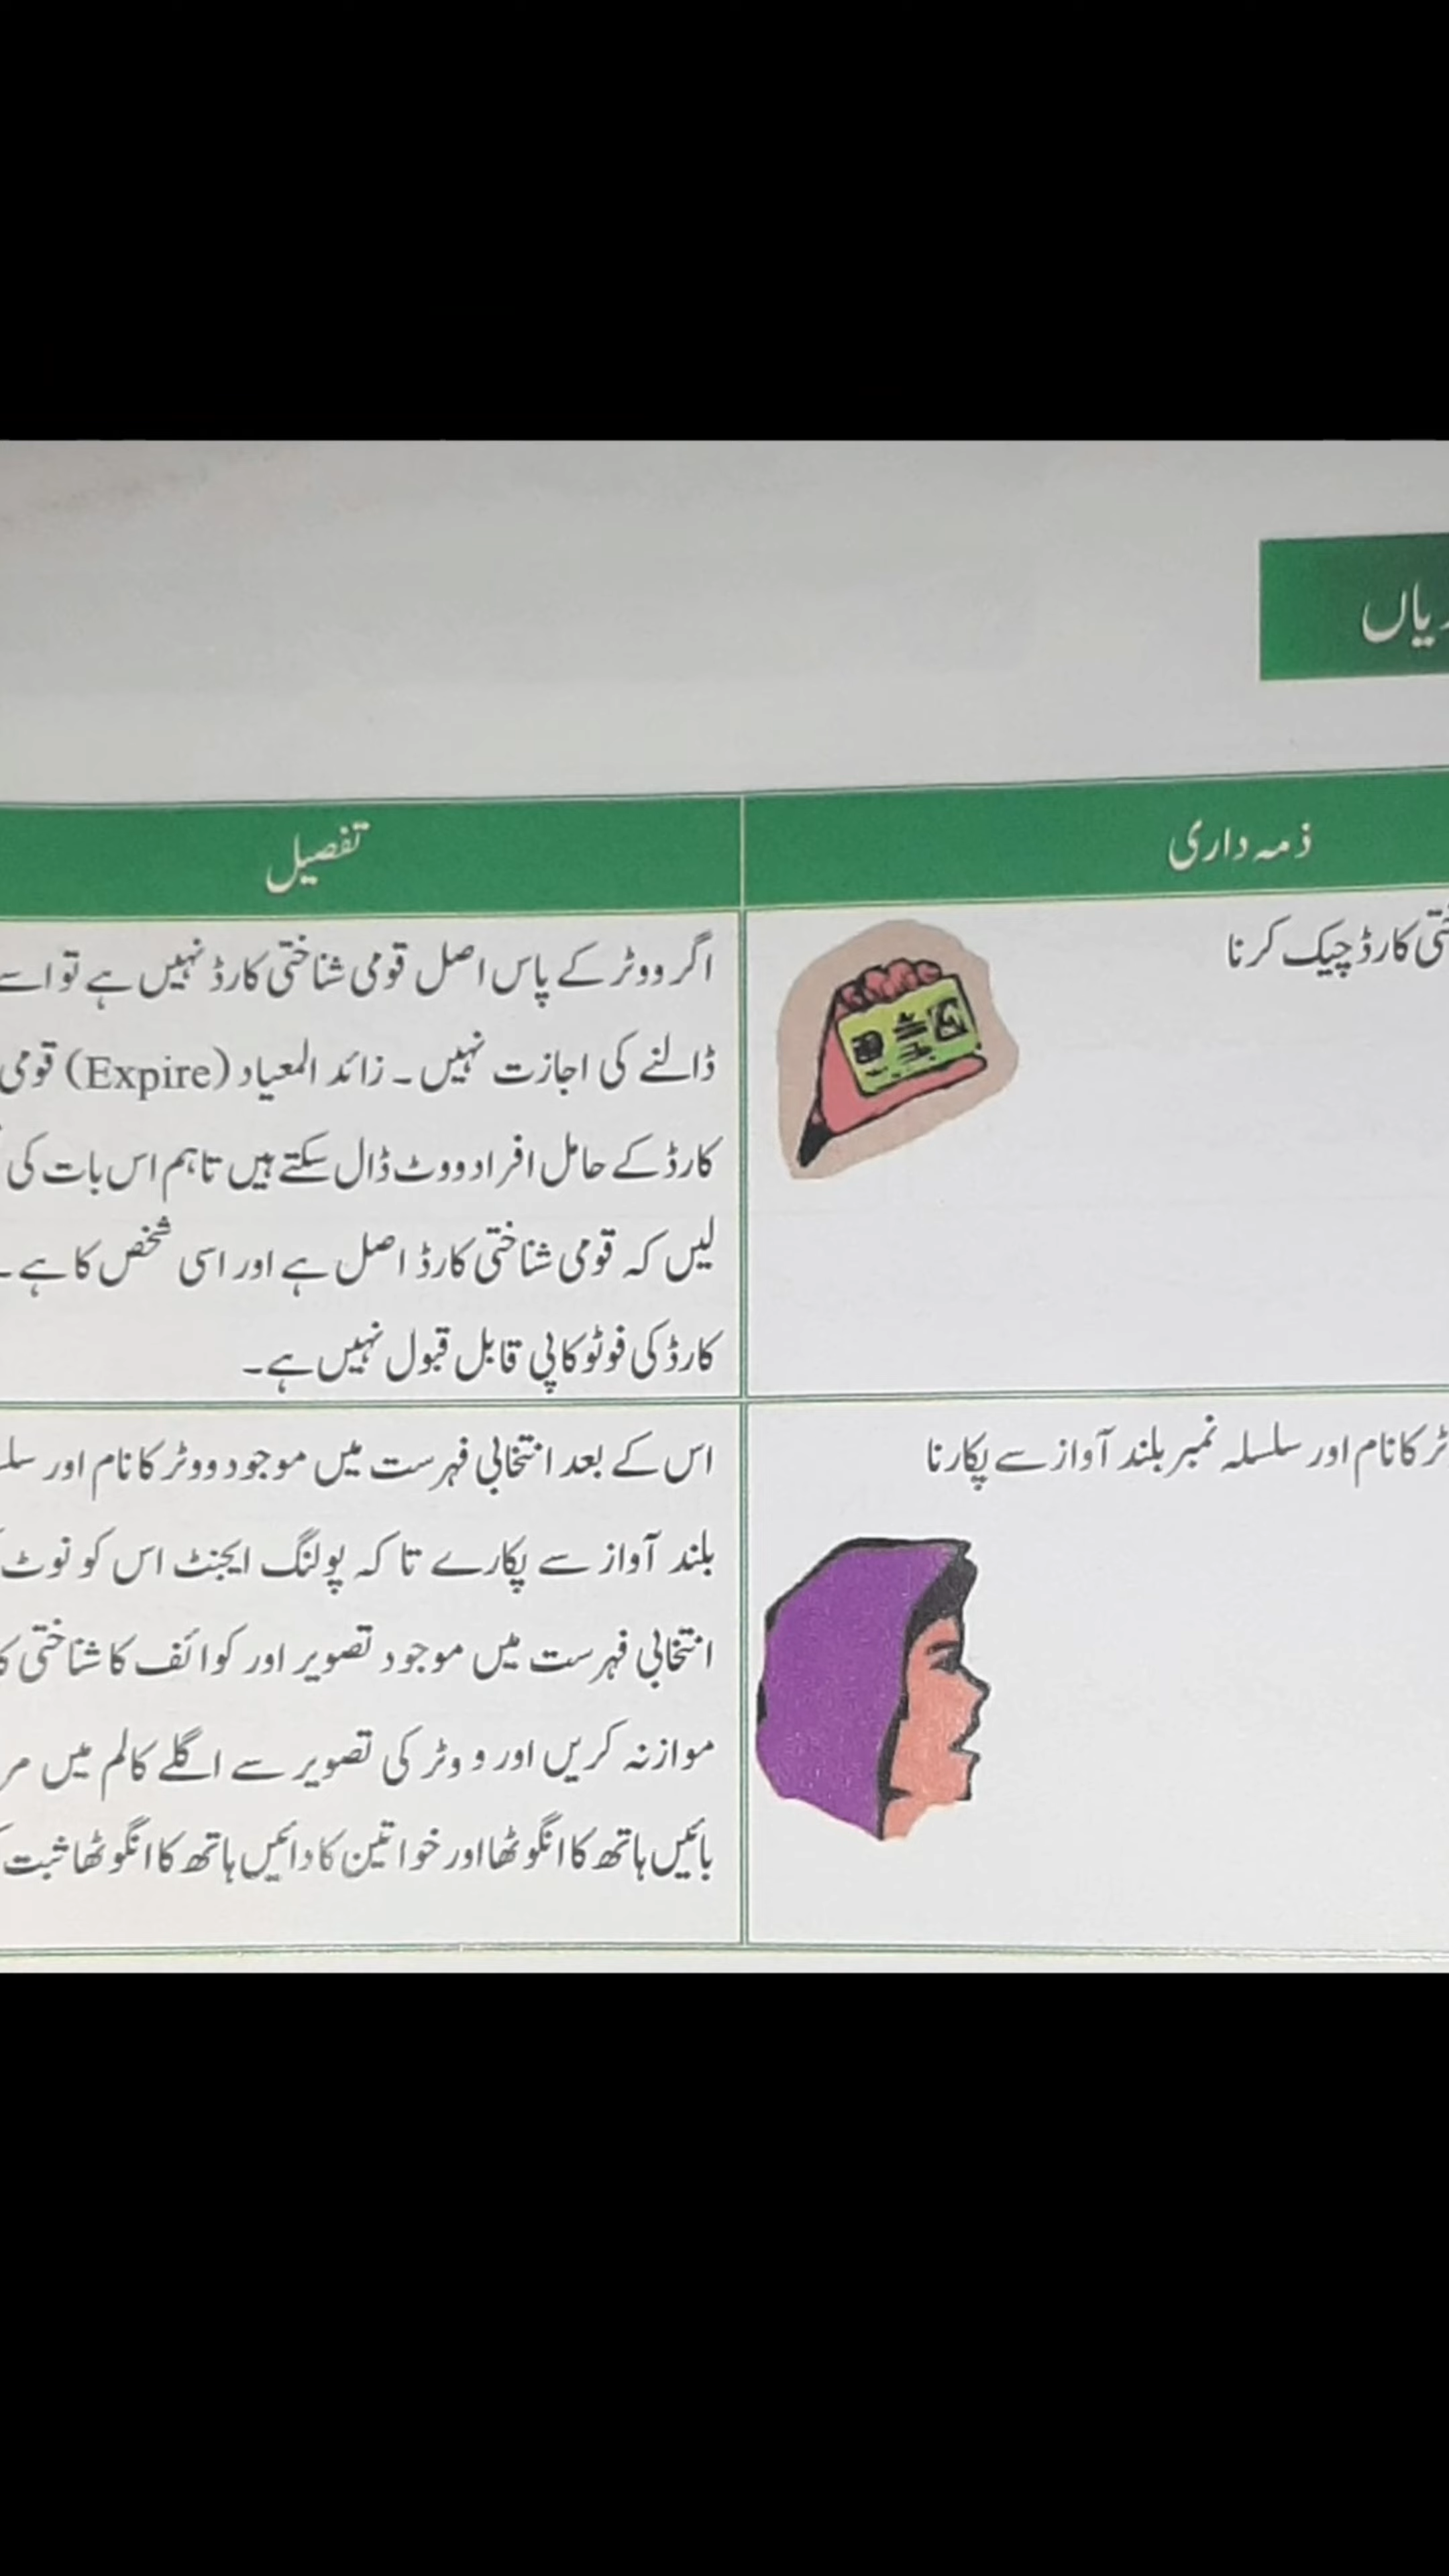 ذمہ داری
تفصیل
کارڈ چیک کرنا
اگر ووٹر کے پاس اصل قومی شناختی کارڈ نہیں ہے تو اسے
ڈالنے کی اجازت نہیں۔ زائد المعیاد (Expire) قومی
کارڈ کے حامل افراد ووٹ ڈال سکتے ہیں تاہم اس بات کی
لیں کہ قومی شناختی کارڈ اصل ہے اور اسی شخص کا ہے۔
کارڈ کی فوٹو کاپی قابل قبول نہیں ہے۔
کا نام اور سلسلہ نمبر بلند آواز سے پکارنا
اس کے بعد انتخابی فہرست میں موجود ووٹر کا نام اور
بلند آواز سے پکارے تا کہ پولنگ ایجنٹ اس کو نوٹ
انتخابی فہرست میں موجود تصویر اور کوائف کا شناختی
موازنہ کریں اور ووٹر کی تصویر سے اگلے کالم میں
بائیں ہاتھ کا انگوٹھا اور خواتین کا دائیں ہاتھ کا انگوٹھا ثبت